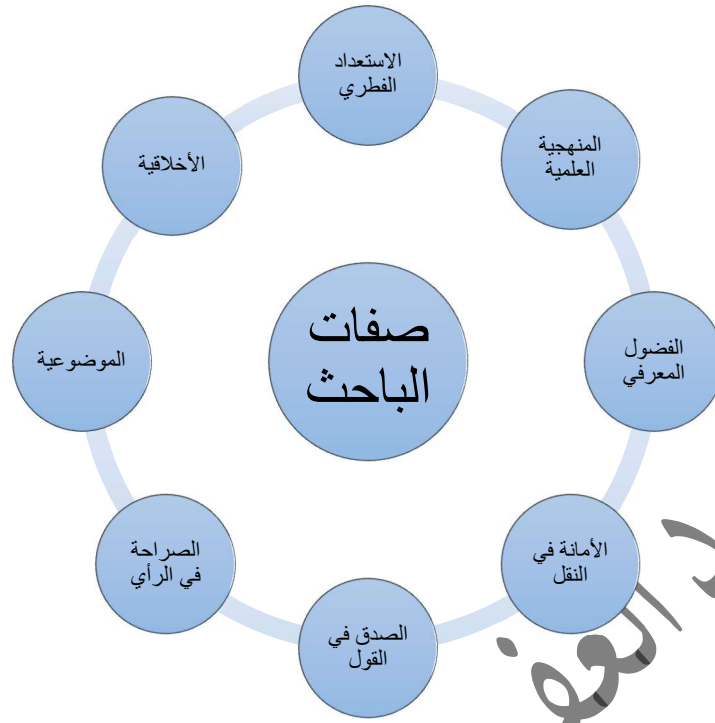 صفات
الباحث
الاستعداد
الفطري
المنهجية
العلمية
الفضول
المعرفي
الأمانة في
النقل
الصدق في
القول
الصراحة
في الرأي
الموضوعية
الأخلاقية